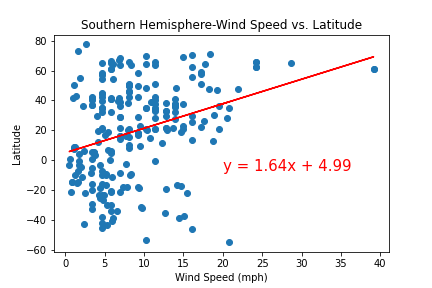 Southern Hemisphere-Wind Speed vs. Latitude
80
60
40
20
0
−20
−40
−60
Latitude
y = 1.64x + 4.99
0 5 10 15 20 25 30 35 40
Wind Speed (mph)